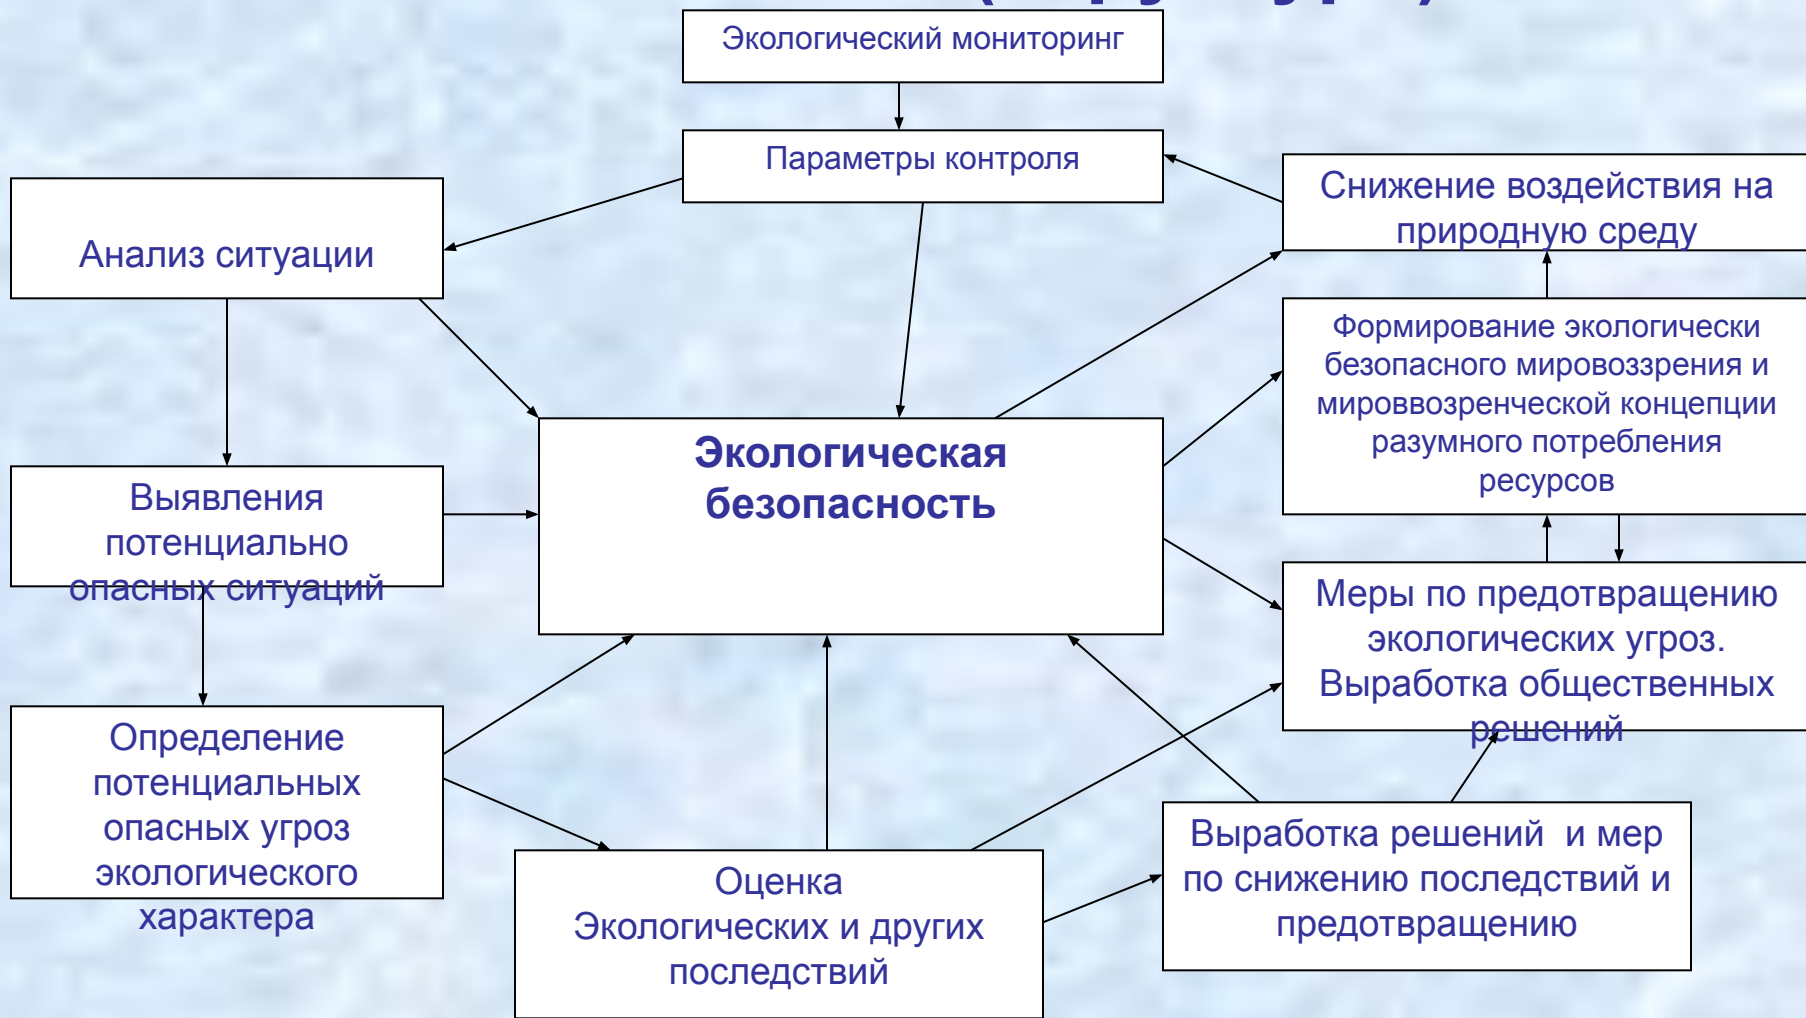 Экологический мониторинг
Параметры контроля
Снижение воздействия на
природную среду
Анализ ситуации
Формирование экологически
безопасного мировоззрения и
мироввозренческой концепции
разумного потребления
ресурсов
Экологическая
безопасность
Выявления
потенциально
опасных ситуаций
Меры по предотвращению
экологических угроз.
Выработка общественных
решений
Определение
потенциальных
опасных угроз
экологического
характера
Оценка
Экологических и других
последствий
Выработка решений  и мер
по снижению последствий и
предотвращению